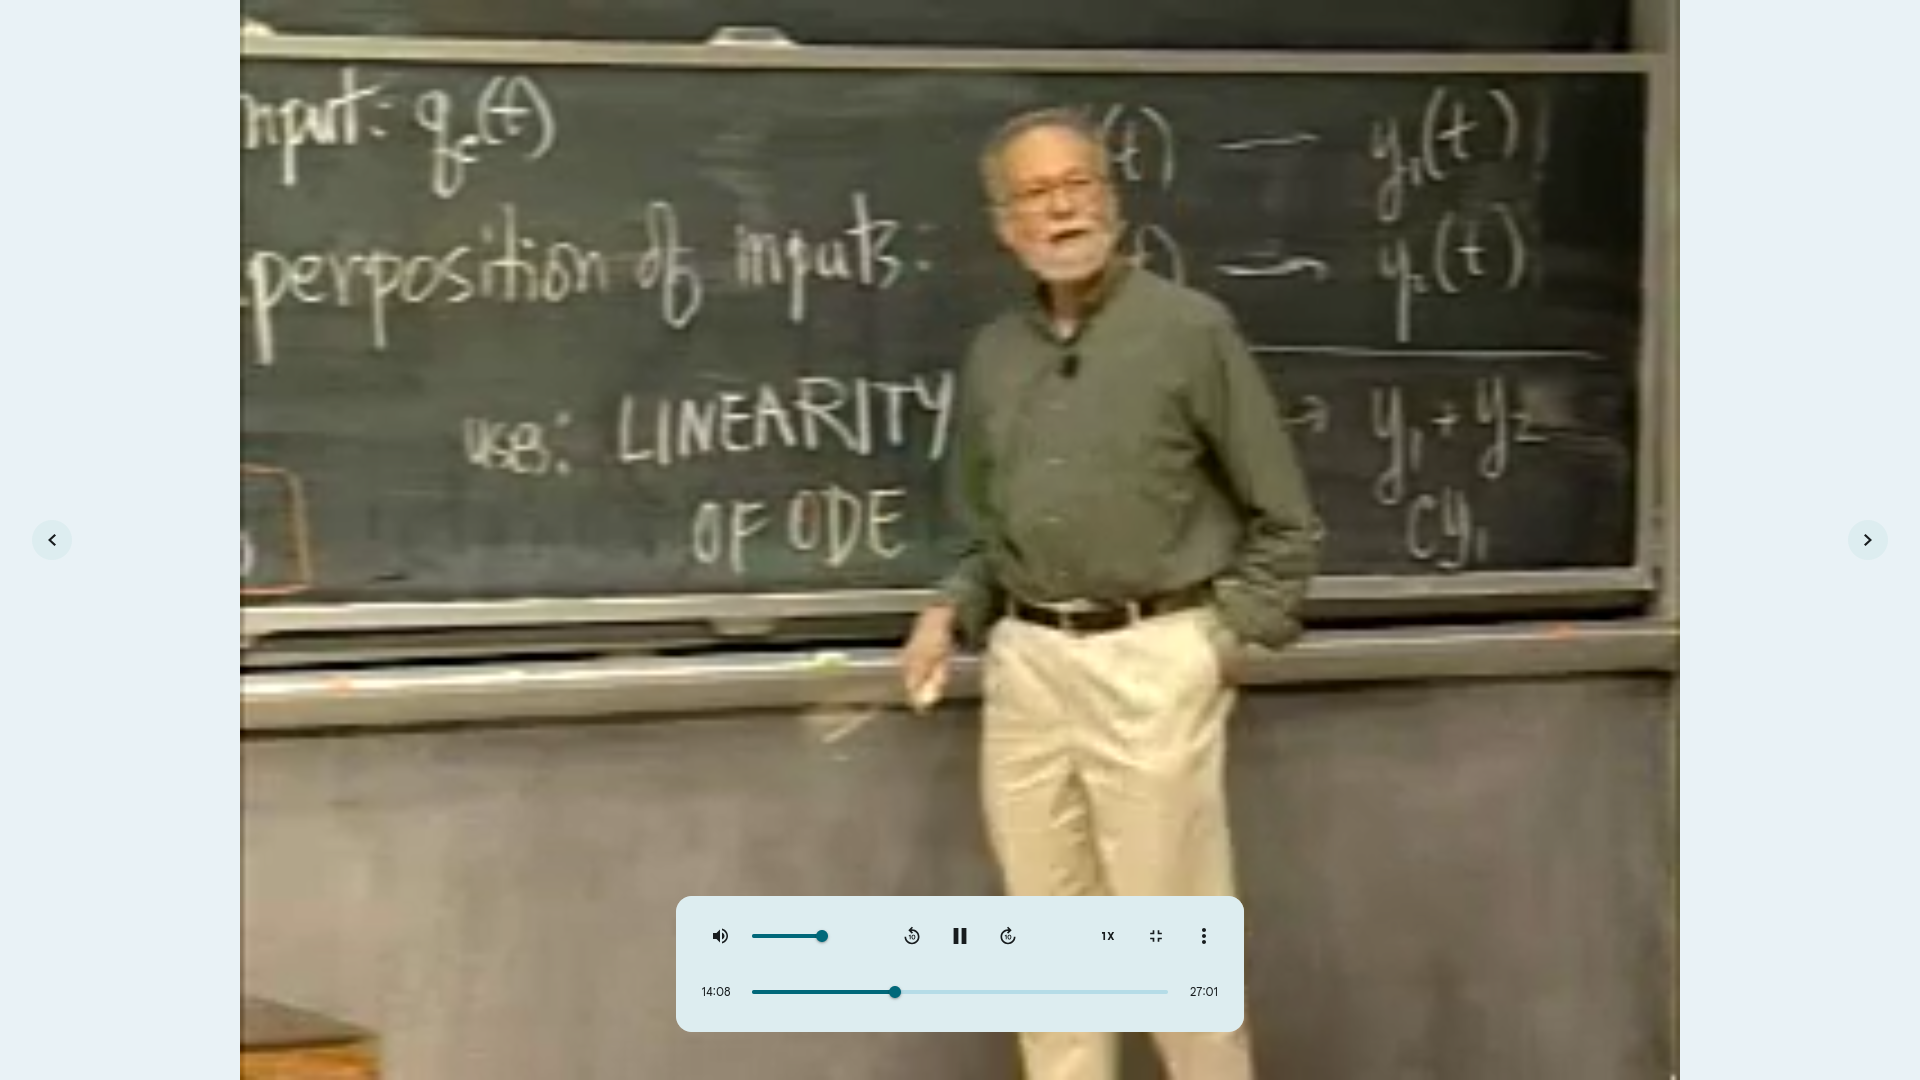 nput: qe(t)
(t) — y₁(t)
perposition of inputs:
t) — y₂(t)
use: LINEARITY
→ y₁ + y₂
OF ODE
cy₁
1X
14:08
27:01